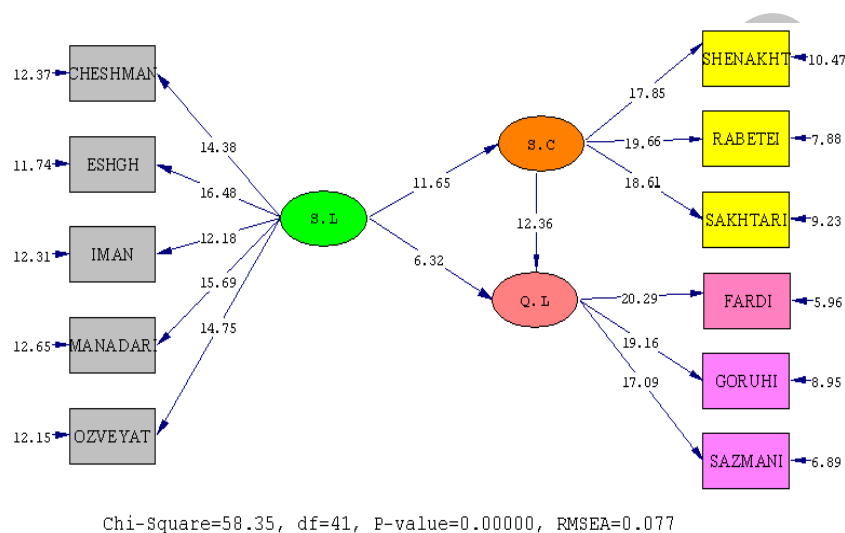 CHESHMAN
12.37
ESHGH
11.74
IMAN
12.31
MANADARI
12.65
OZVEYAT
12.15
14.38
16.48
12.18
15.69
14.75
S.L
11.65
6.32
S.C
12.36
Q.L
17.85
19.66
18.61
20.29
19.16
17.09
SHENAKHT
10.47
RABETEI
7.88
SAKHTARI
9.23
FARDI
5.96
GORUHI
8.95
SAZMANI
6.89
Chi-Square=58.35, df=41, P-value=0.00000, RMSEA=0.077